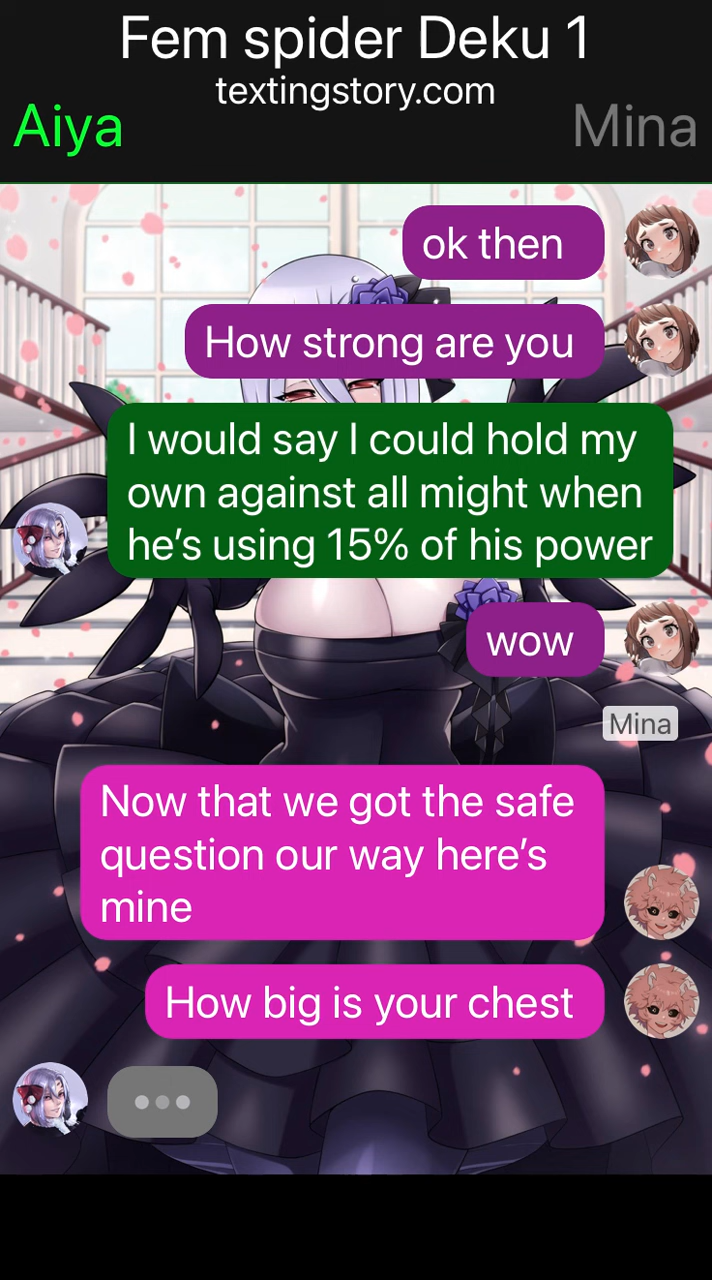 Fem spider Deku 1
textingstory.com
Aiya
Mina
ok then
How strong are you
I would say I could hold my
own against all might when
he's using 15% of his power
wow
Mina
Now that we got the safe
question our way here's
mine
How big is your chest